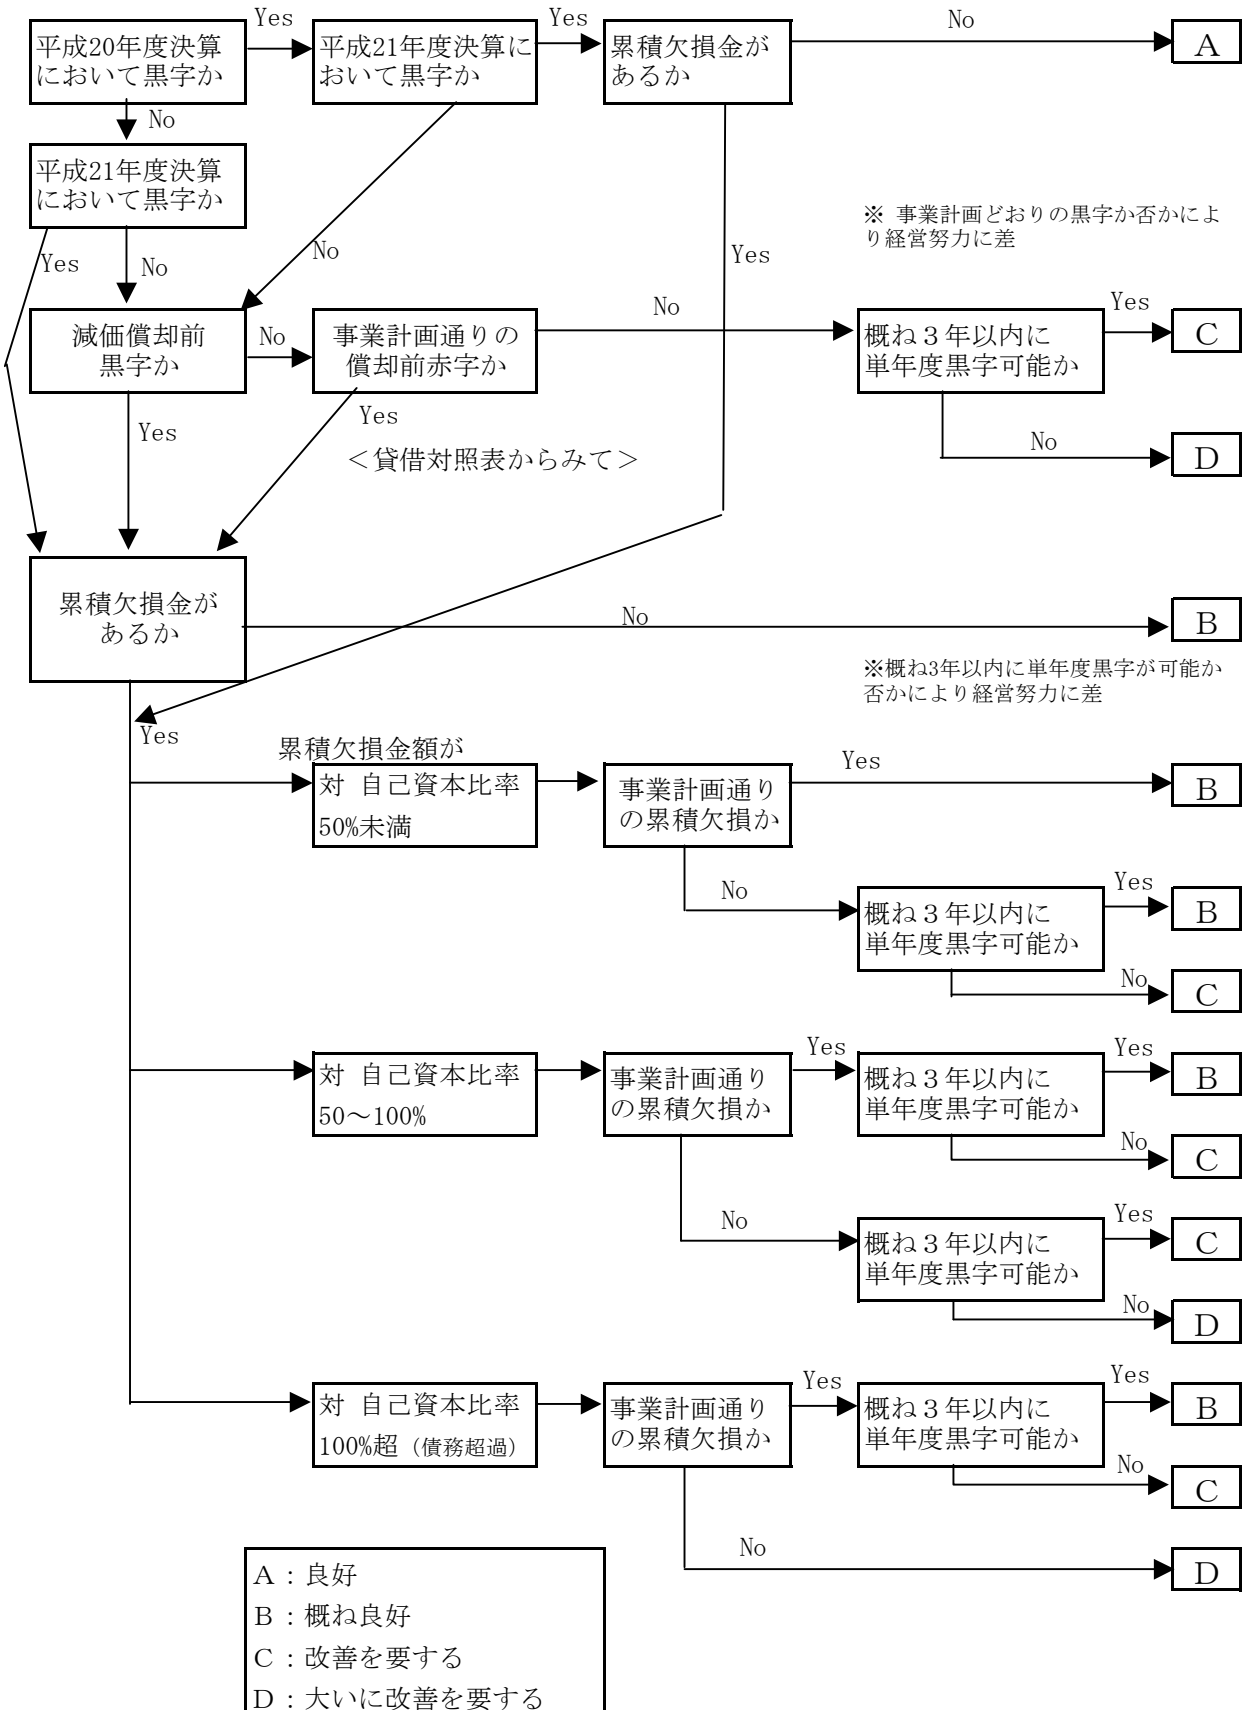 Yes
Yes
No
平成20年度決算
において黒字か
平成21年度決算に
おいて黒字か
累積欠損金が
あるか
A
No
平成21年度決算
において黒字か
※ 事業計画どおりの黒字か否かによ
り経営努力に差
Yes
No
No
Yes
減価償却前
黒字か
No
事業計画通りの
償却前赤字か
No
概ね３年以内に
単年度黒字可能か
Yes
C
Yes
Yes
＜貸借対照表からみて＞
No
D
累積欠損金が
あるか
No
B
※概ね3年以内に単年度黒字が可能か
否かにより経営努力に差
Yes
累積欠損金額が
対 自己資本比率
50%未満
事業計画通り
の累積欠損か
Yes
B
No
概ね３年以内に
単年度黒字可能か
Yes
B
No
C
対 自己資本比率
50～100%
事業計画通り
の累積欠損か
Yes
概ね３年以内に
単年度黒字可能か
Yes
B
No
C
No
概ね３年以内に
単年度黒字可能か
Yes
C
No
D
対 自己資本比率
100%超（債務超過）
事業計画通り
の累積欠損か
Yes
概ね３年以内に
単年度黒字可能か
Yes
B
No
C
No
D
A：良好
B：概ね良好
C：改善を要する
D：大いに改善を要する